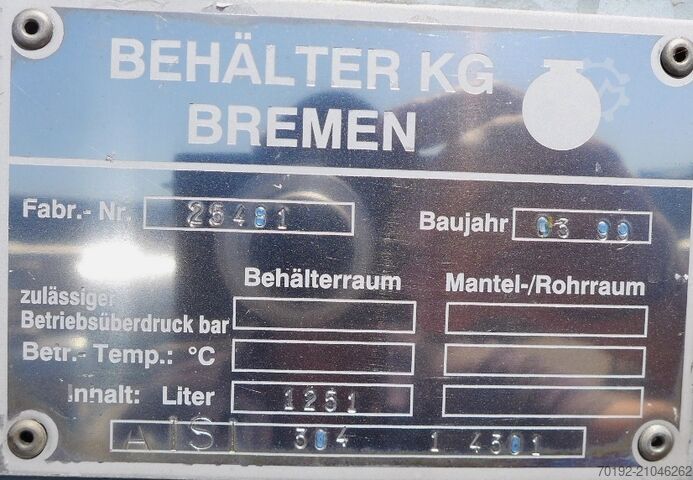 BEHÄLTER KG
BREMEN
Fabr.- Nr. 25481
Baujahr 03 99
Behälterraum Mantel-/Rohrraum
zulässiger
Betriebsüberdruck bar
Betr.- Temp.: °C
Inhalt: Liter 1251
AISI 304 1 4301
70192-21046262